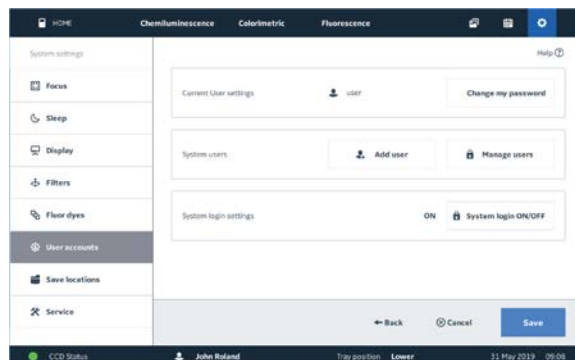 HOME Chemiluminescence Colorimetric Fluorescence
System settings
Help ?
Focus
Current User settings user Change my password
Sleep
Display
System users Add user Manage users
Filters
Fluor dyes
System login settings ON System login ON/OFF
User accounts
Save locations
Service
Back Cancel Save
CCD Status John Roland Tray position Lower 31 May 2019 09:08